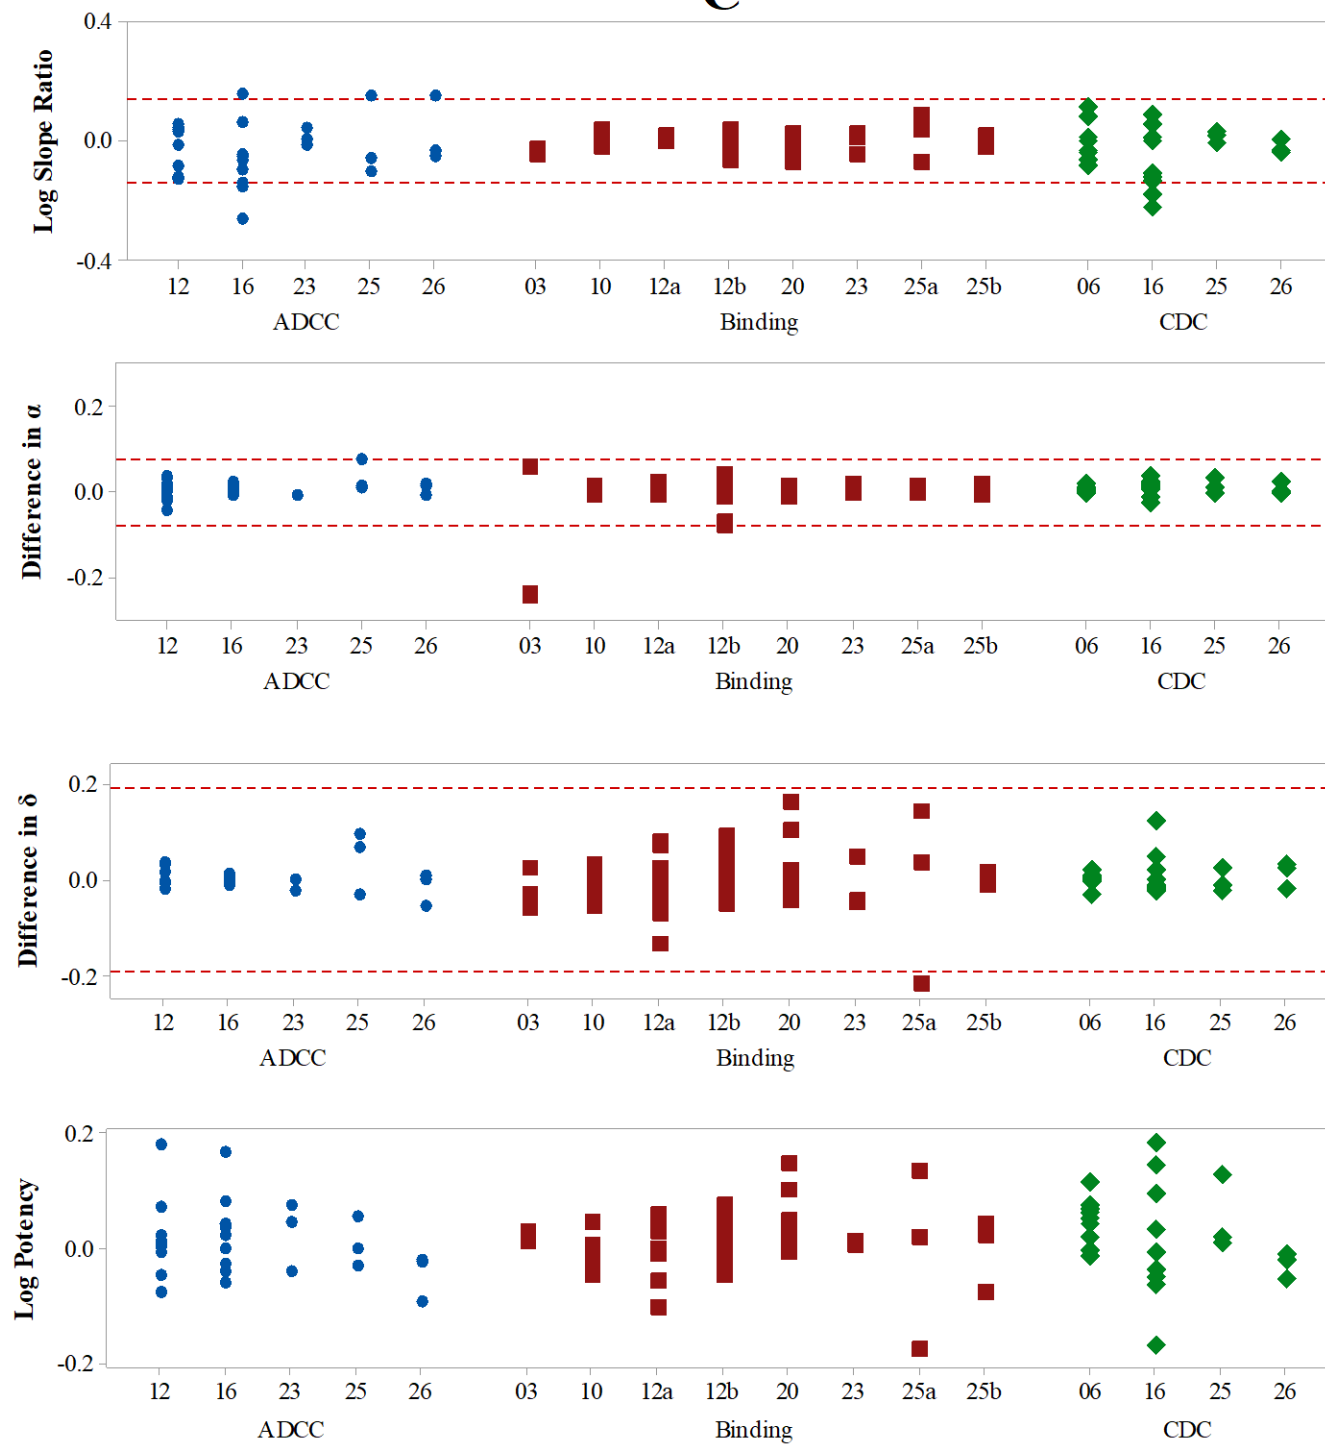 C
0.4
0.0
-0.4
Log Slope Ratio
12 16 23 25 26 03 10 12a 12b 20 23 25a 25b 06 16 25 26
ADCC Binding CDC
0.2
0.0
-0.2
Difference in α
12 16 23 25 26 03 10 12a 12b 20 23 25a 25b 06 16 25 26
ADCC Binding CDC
0.2
0.0
-0.2
Difference in δ
12 16 23 25 26 03 10 12a 12b 20 23 25a 25b 06 16 25 26
ADCC Binding CDC
0.2
0.0
-0.2
Log Potency
12 16 23 25 26 03 10 12a 12b 20 23 25a 25b 06 16 25 26
ADCC Binding CDC